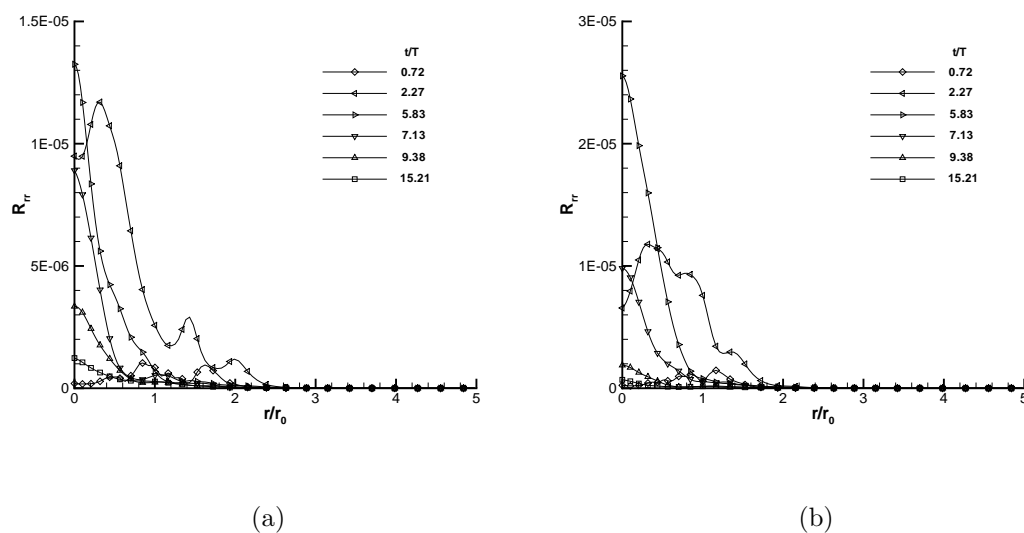 1.5E-05
1E-05
5E-06
0
R_rr
0 1 2 3 4 5
r/r_0
t/T
0.72
2.27
5.83
7.13
9.38
15.21
(a)
3E-05
2E-05
1E-05
0
R_rr
0 1 2 3 4 5
r/r_0
t/T
0.72
2.27
5.83
7.13
9.38
15.21
(b)